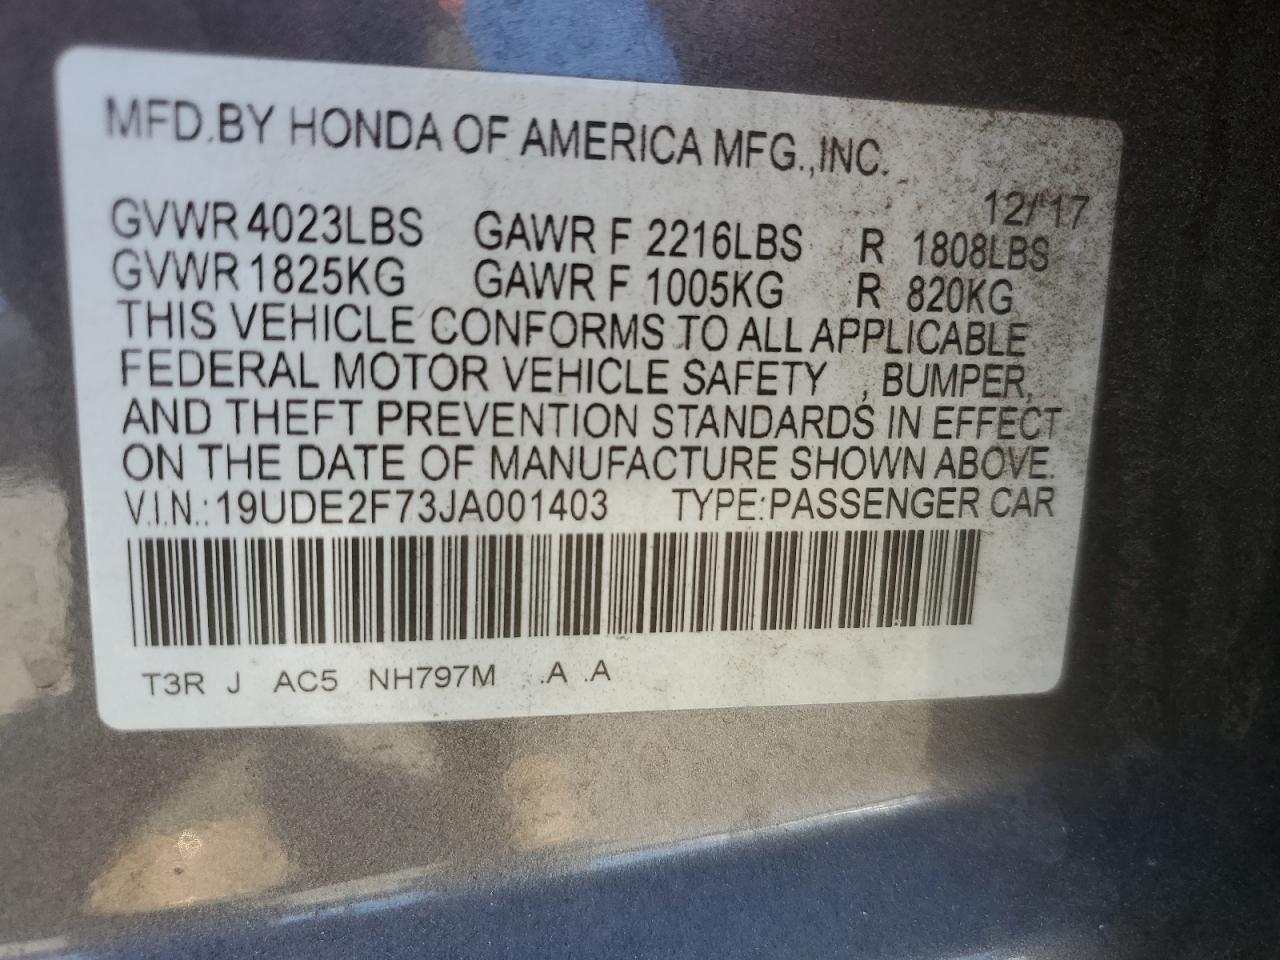 MFD.BY HONDA OF AMERICA MFG.,INC.
12/'17
GVWR 4023LBS GAWR F 2216LBS R 1808LBS
GVWR 1825KG GAWR F 1005KG R 820KG
THIS VEHICLE CONFORMS TO ALL APPLICABLE
FEDERAL MOTOR VEHICLE SAFETY , BUMPER,
AND THEFT PREVENTION STANDARDS IN EFFECT
ON THE DATE OF MANUFACTURE SHOWN ABOVE.
V.I.N.: 19UDE2F73JA001403 TYPE:PASSENGER CAR
T3R J AC5 NH797M .A .A